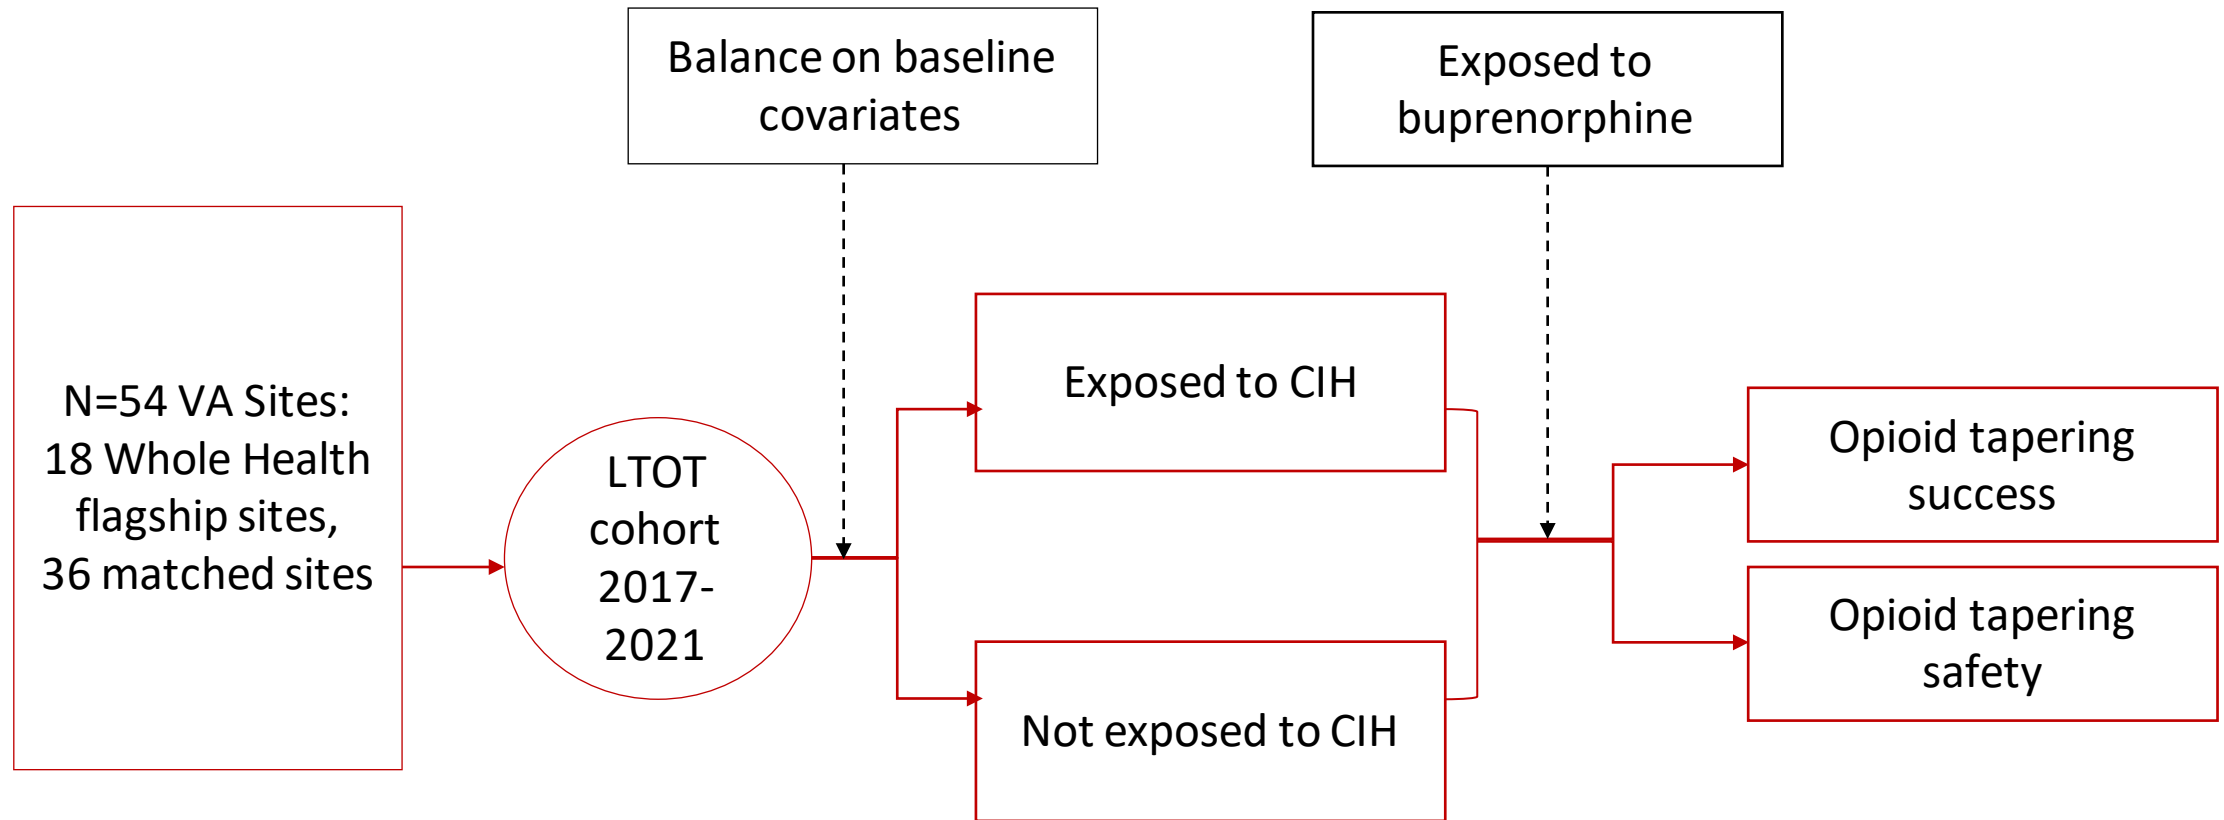 Balance on baseline
covariates
Exposed to
buprenorphine
N=54 VA Sites:
18 Whole Health
flagship sites,
36 matched sites
LTOT
cohort
2017-
2021
Exposed to CIH
Not exposed to CIH
Opioid tapering
success
Opioid tapering
safety